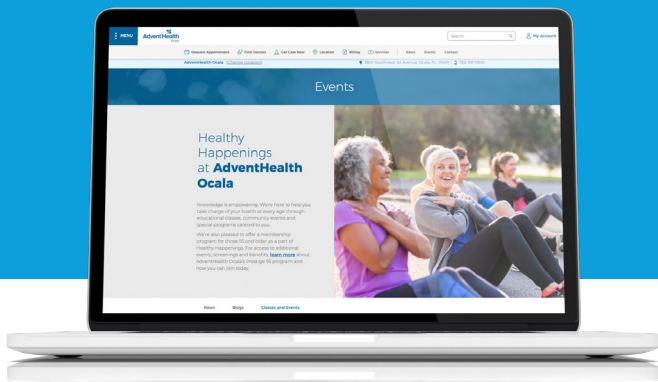 MENU
AdventHealth
Ocala
Search
My Account
Request Appointment
Find Doctors
Get Care Now
Location
Billing
Services
News
Events
Contact
AdventHealth Ocala (Change Location)
Events
Healthy
Happenings
at AdventHealth
Ocala
Knowledge is empowering. We're here to help you
take charge of your health at every age through
educational classes, community events and
special programs catered to you.
We're also pleased to offer a membership
program for those 55 and older as a part of
Healthy Happenings. For access to additional
events, screenings and benefits, learn more about
AdventHealth Ocala's Prestige 55 program and
how you can join today.
News
Blogs
Classes and Events